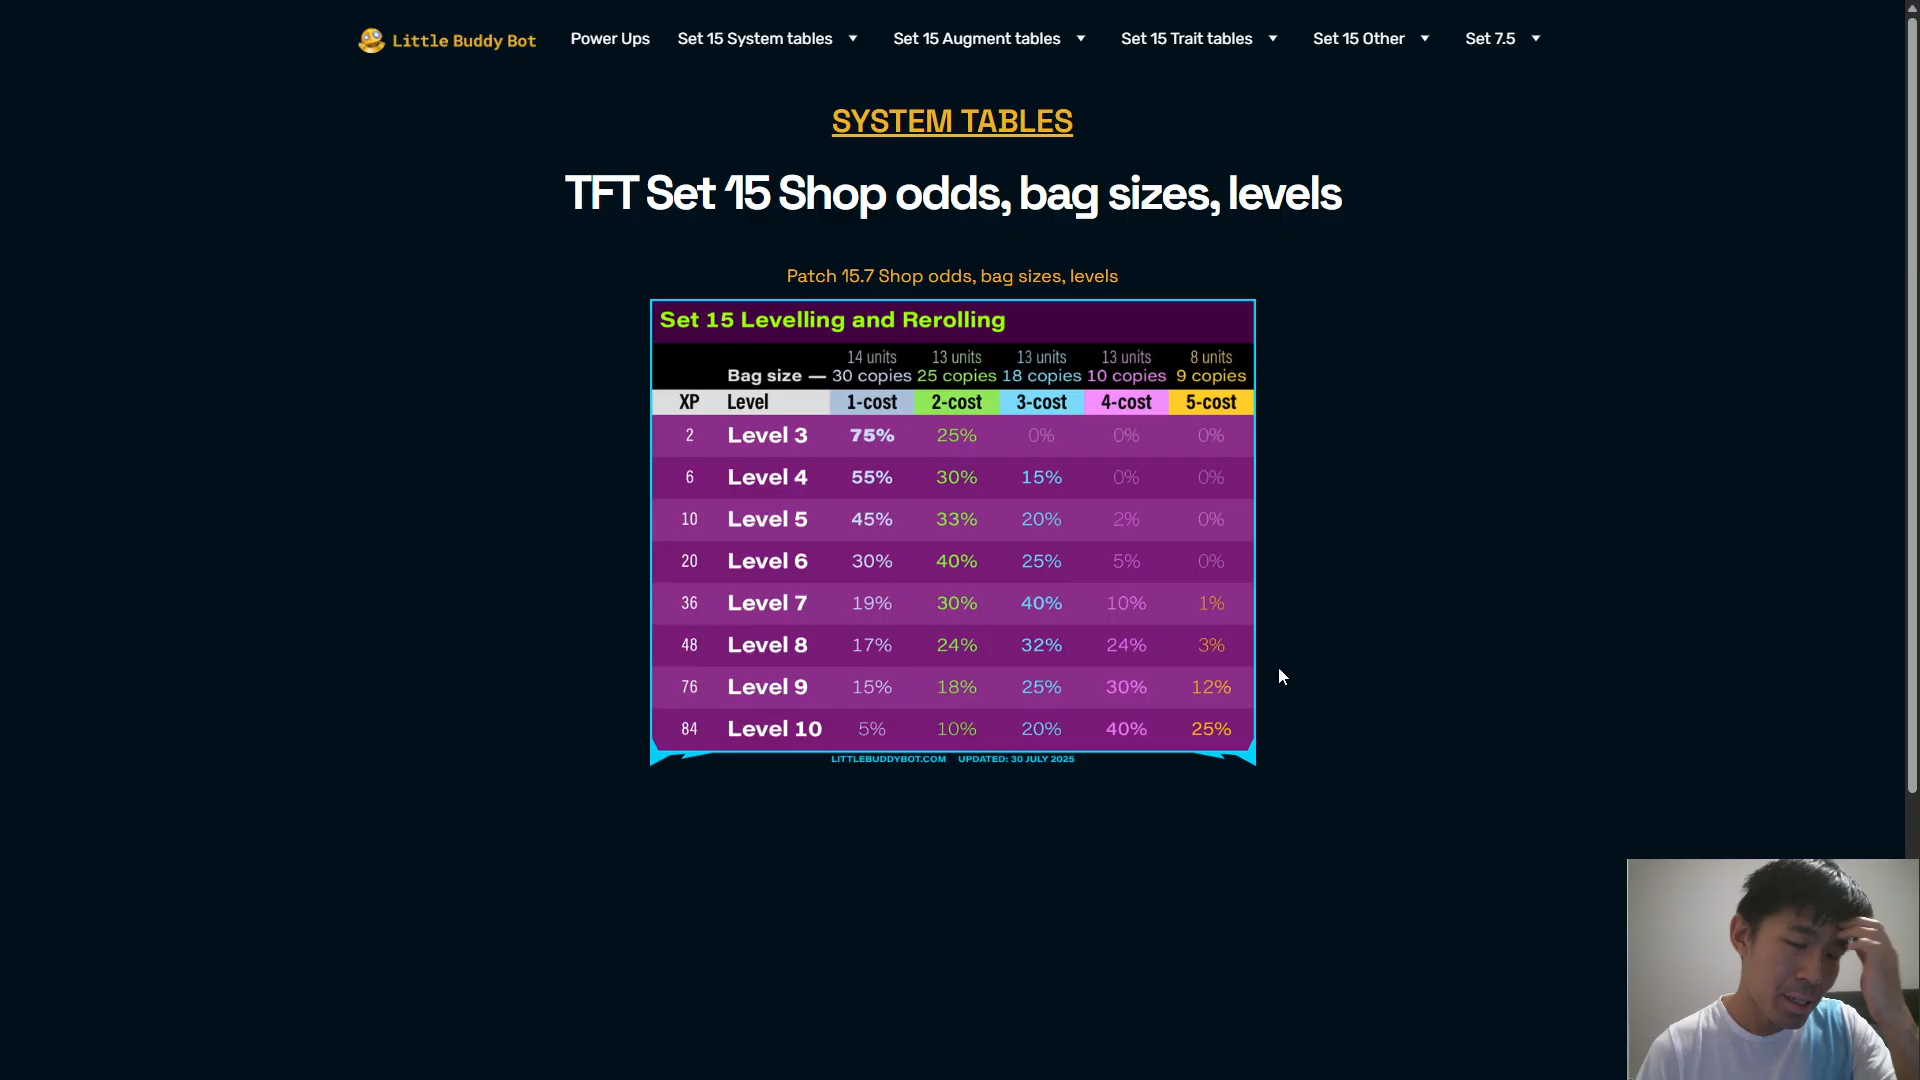 Little Buddy Bot Power Ups Set 15 System tables Set 15 Augment tables Set 15 Trait tables Set 15 Other Set 7.5
SYSTEM TABLES
TFT Set 15 Shop odds, bag sizes, levels
Patch 15.7 Shop odds, bag sizes, levels
Set 15 Levelling and Rerolling
14 units 13 units 13 units 13 units 8 units
Bag size — 30 copies 25 copies 18 copies 10 copies 9 copies
XP Level 1-cost 2-cost 3-cost 4-cost 5-cost
2 Level 3 75% 25% 0% 0% 0%
6 Level 4 55% 30% 15% 0% 0%
10 Level 5 45% 33% 20% 2% 0%
20 Level 6 30% 40% 25% 5% 0%
36 Level 7 19% 30% 40% 10% 1%
48 Level 8 17% 24% 32% 24% 3%
76 Level 9 15% 18% 25% 30% 12%
84 Level 10 5% 10% 20% 40% 25%
LITTLEBUDDYBOT.COM UPDATED: 30 JULY 2025